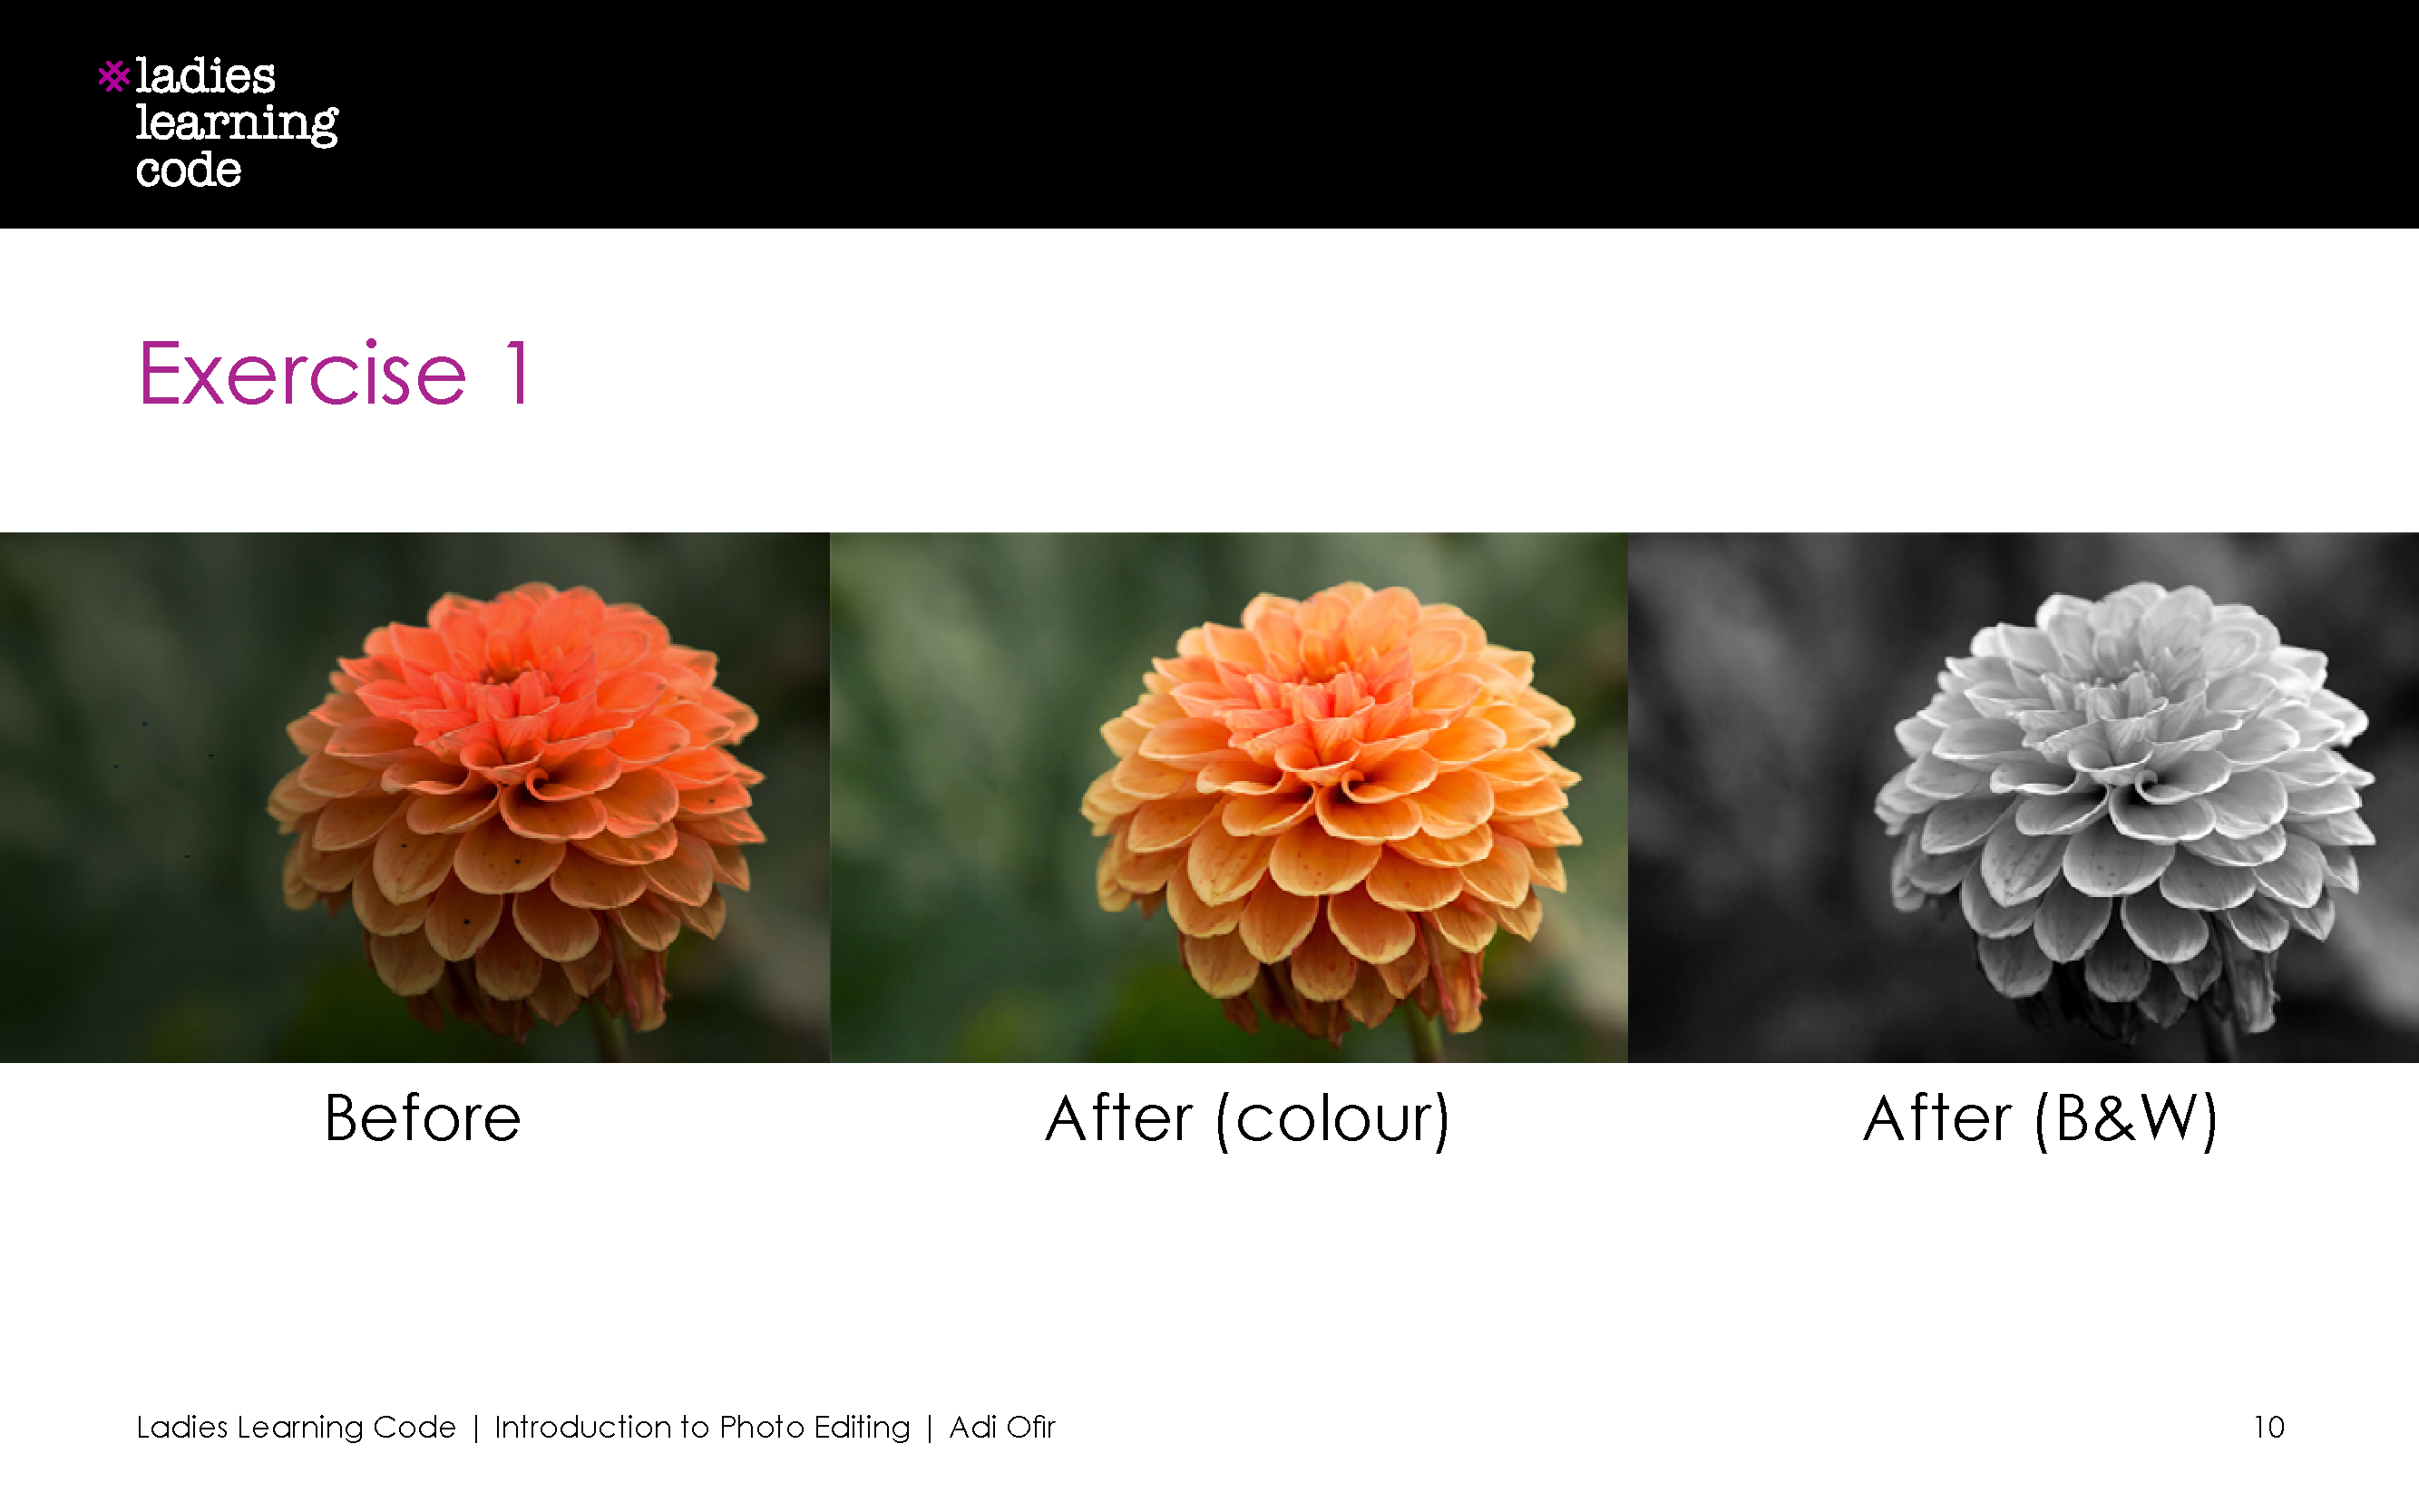 ladies
learning
code
Exercise 1
Before
After (colour)
After (B&W)
Ladies Learning Code | Introduction to Photo Editing | Adi Ofir
10